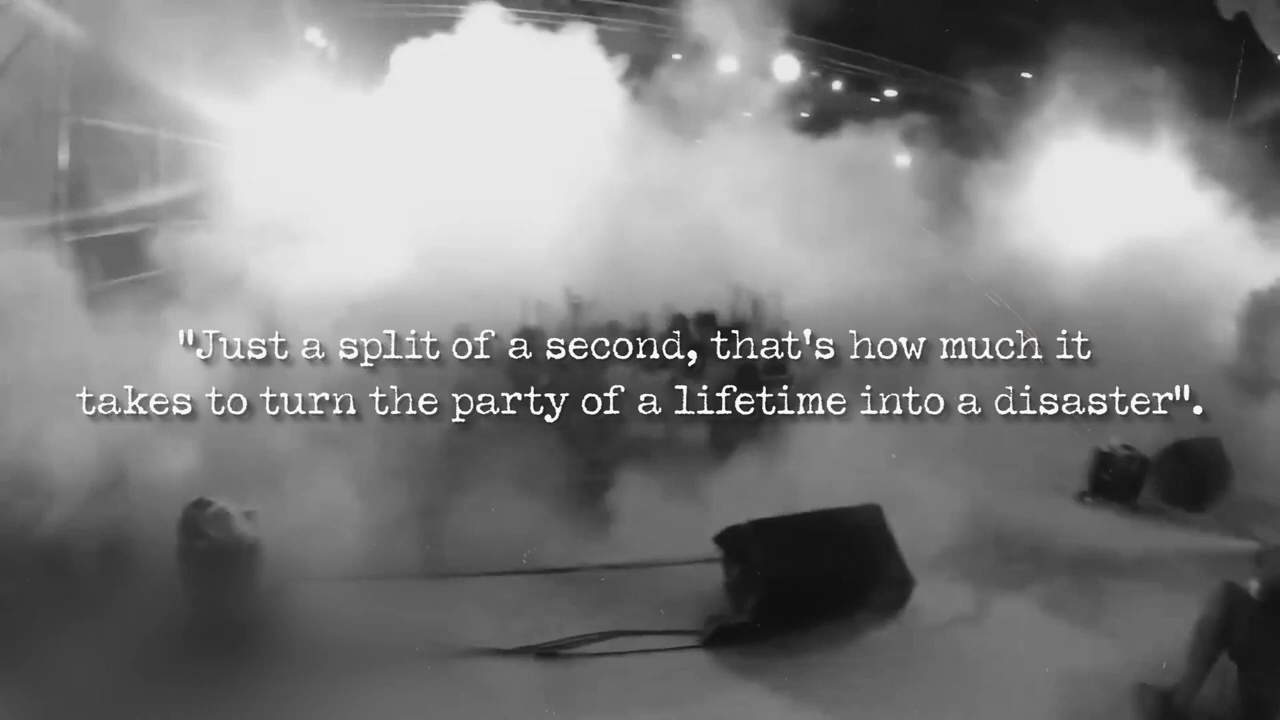 "Just a split of a second, that's how much it
takes to turn the party of a lifetime into a disaster".